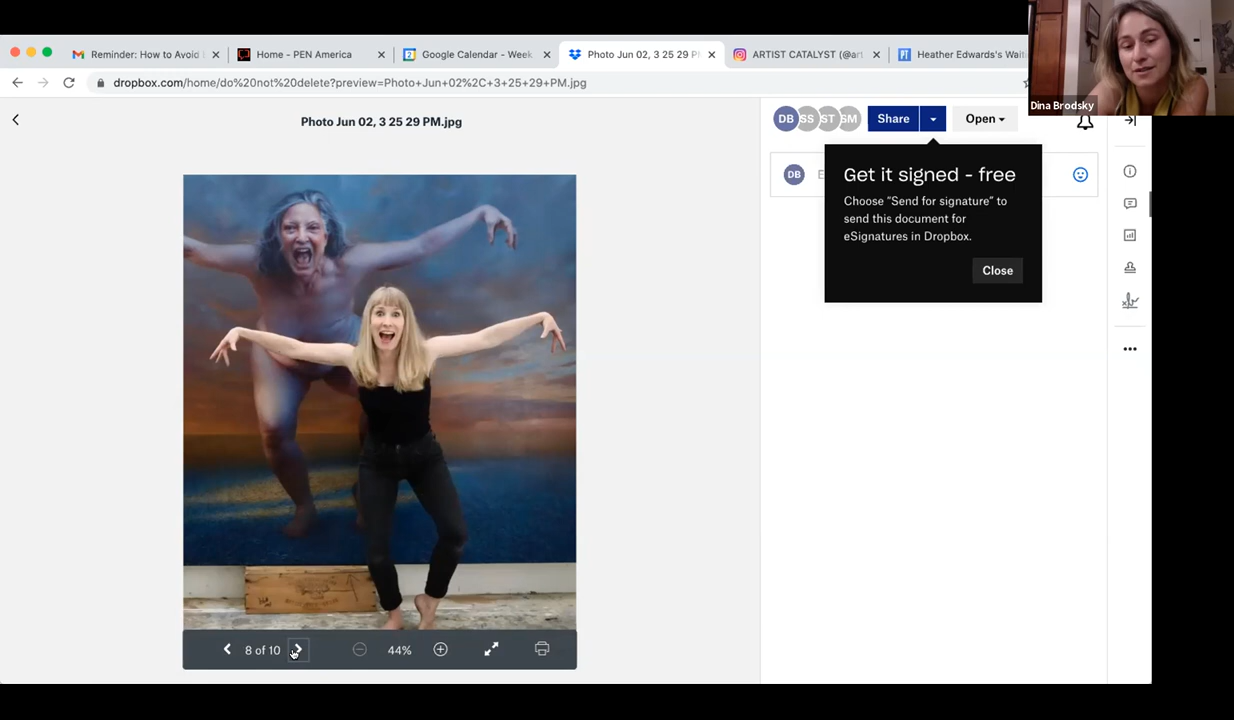 Reminder: How to Avoid
Home - PEN America
Google Calendar - Week
Photo Jun 02, 3 25 29 P
ARTIST CATALYST (@ar
Heather Edwards's Wait
dropbox.com/home/do%20not%20delete?preview=Photo+Jun+02%2C+3+25+29+PM.jpg
Dina Brodsky
Photo Jun 02, 3 25 29 PM.jpg
DB SS ST SM
Share
Open
DB
Get it signed - free
Choose “Send for signature” to
send this document for
eSignatures in Dropbox.
Close
8 of 10
44%